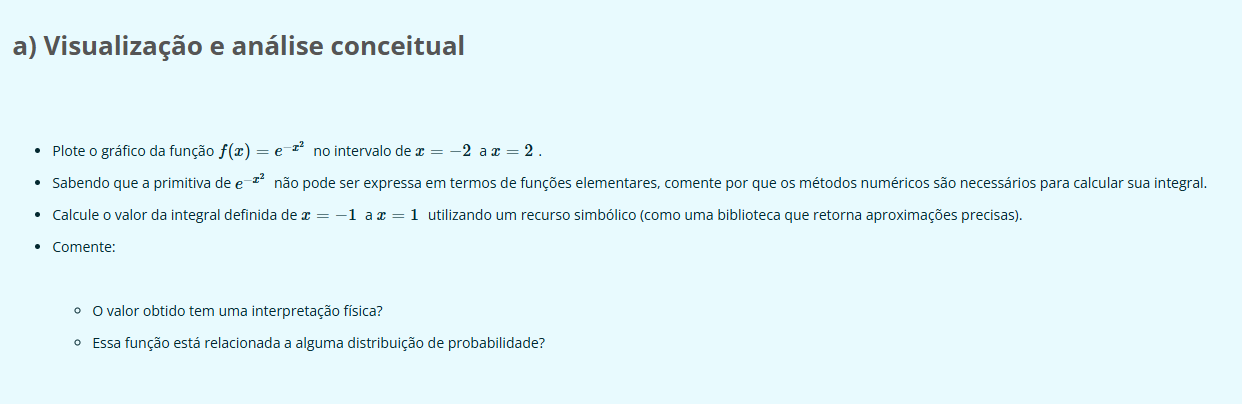 a) Visualização e análise conceitual
• Plote o gráfico da função f(x) = e^{-x^2} no intervalo de x = −2 a x = 2 .
• Sabendo que a primitiva de e^{-x^2} não pode ser expressa em termos de funções elementares, comente por que os métodos numéricos são necessários para calcular sua integral.
• Calcule o valor da integral definida de x = −1 a x = 1 utilizando um recurso simbólico (como uma biblioteca que retorna aproximações precisas).
• Comente:
◦ O valor obtido tem uma interpretação física?
◦ Essa função está relacionada a alguma distribuição de probabilidade?